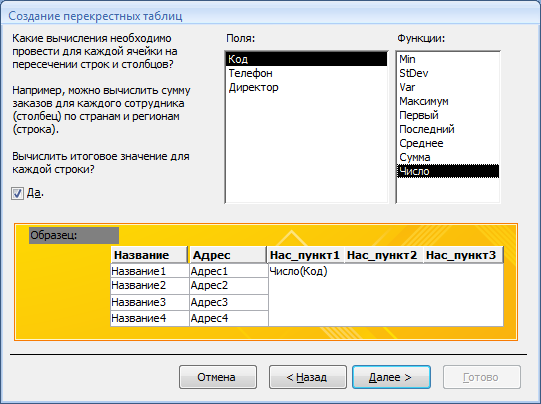 Создание перекрестных таблиц
Какие вычисления необходимо
провести для каждой ячейки на
пересечении строк и столбцов?
Например, можно вычислить сумму
заказов для каждого сотрудника
(столбец) по странам и регионам
(строка).
Вычислить итоговое значение для
каждой строки?
Да.
Поля:
Код
Телефон
Директор
Функции:
Min
StDev
Var
Максимум
Первый
Последний
Среднее
Сумма
Число
Образец:
Название Адрес Нас_пункт1 Нас_пункт2 Нас_пункт3
Название1 Адрес1 Число(Код)
Название2 Адрес2
Название3 Адрес3
Название4 Адрес4
Отмена < Назад Далее > Готово